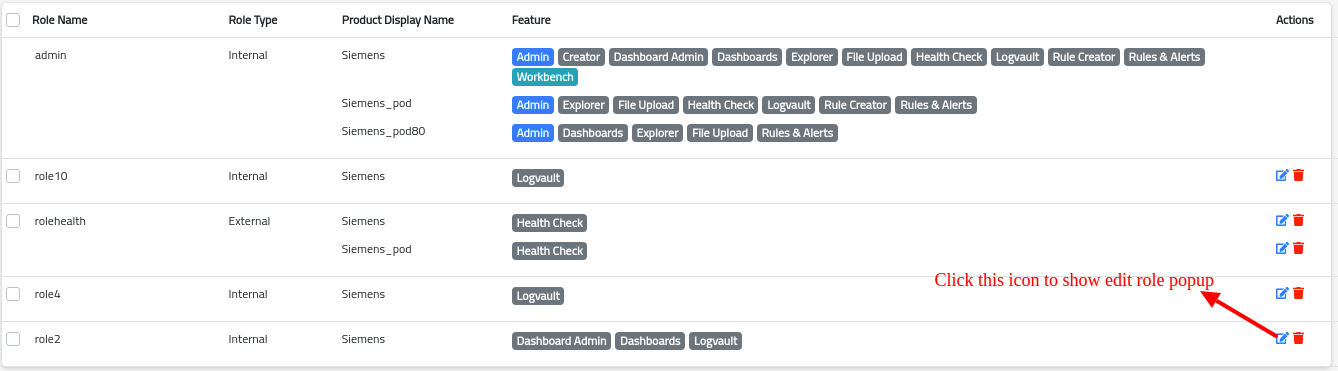 Role Name Role Type Product Display Name Feature Actions
admin Internal Siemens Admin Creator Dashboard Admin Dashboards Explorer File Upload Health Check Logvault Rule Creator Rules & Alerts
Workbench
Siemens_pod Admin Explorer File Upload Health Check Logvault Rule Creator Rules & Alerts
Siemens_pod80 Admin Dashboards Explorer File Upload Rules & Alerts
role10 Internal Siemens Logvault
rolehealth External Siemens Health Check
Siemens_pod Health Check
Click this icon to show edit role popup
role4 Internal Siemens Logvault
role2 Internal Siemens Dashboard Admin Dashboards Logvault